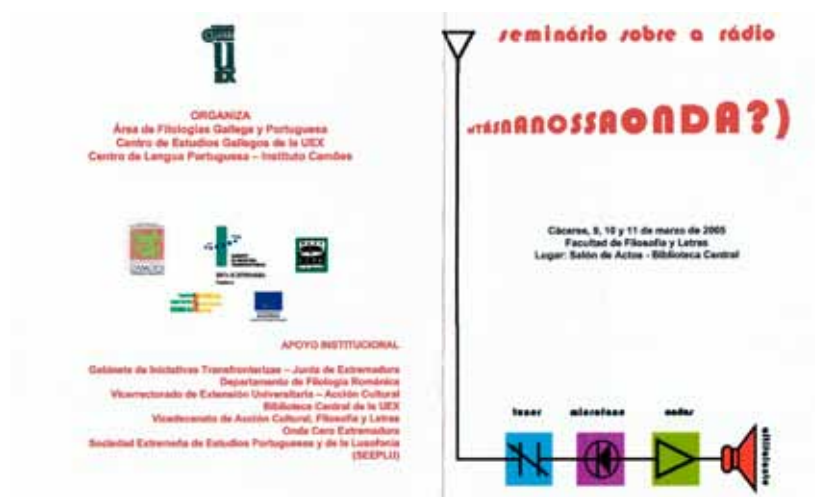 UEX
ORGANIZA
Área de Filologías Gallega y Portuguesa
Centro de Estudios Gallegos de la UEX
Centro de Lengua Portuguesa – Instituto Camões
APOYO INSTITUCIONAL
Gabinete de Iniciativas Transfronterizas – Junta de Extremadura
Departamento de Filología Románica
Vicerrectorado de Extensión Universitaria – Acción Cultural
Biblioteca Central de la UEX
Vicedecanato de Acción Cultural, Filosofía y Letras
Onda Cero Extremadura
Sociedad Extremeña de Estudios Portugueses y de la Lusofonía
(SEEPLU)
seminário sobre a rádio
NANOSSAONDA?)
Cáceres, 9, 10 y 11 de marzo de 2005
Facultad de Filosofía y Letras
Lugar: Salón de Actos - Biblioteca Central
tuner microfone ondas